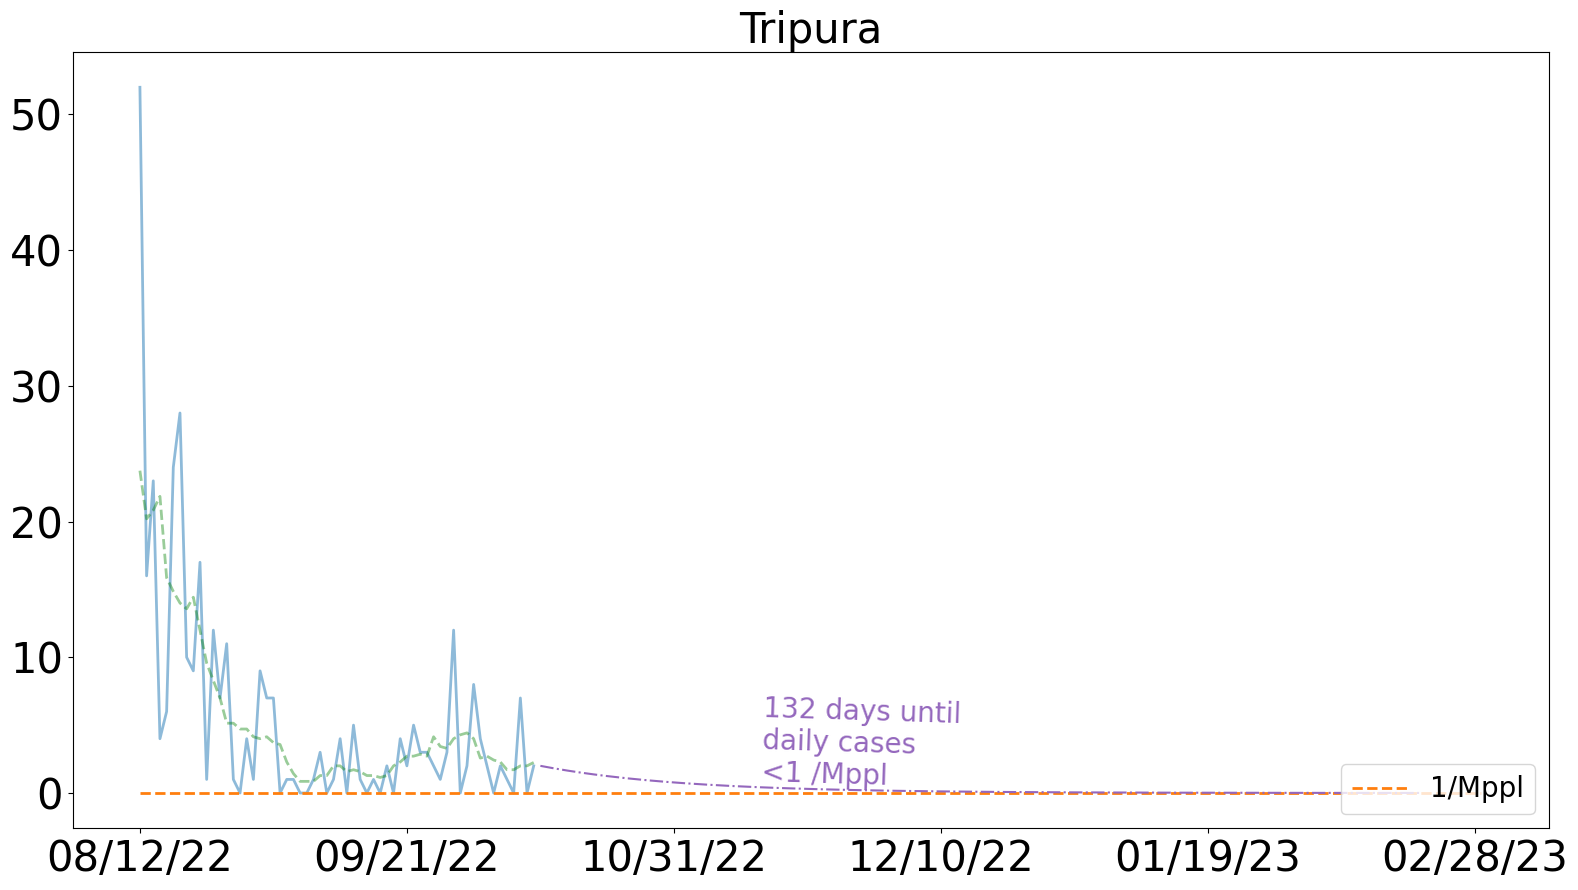 Tripura
50
40
30
20
10
0
132 days until
daily cases
<1 /Mppl
1/Mppl
08/12/22
09/21/22
10/31/22
12/10/22
01/19/23
02/28/23